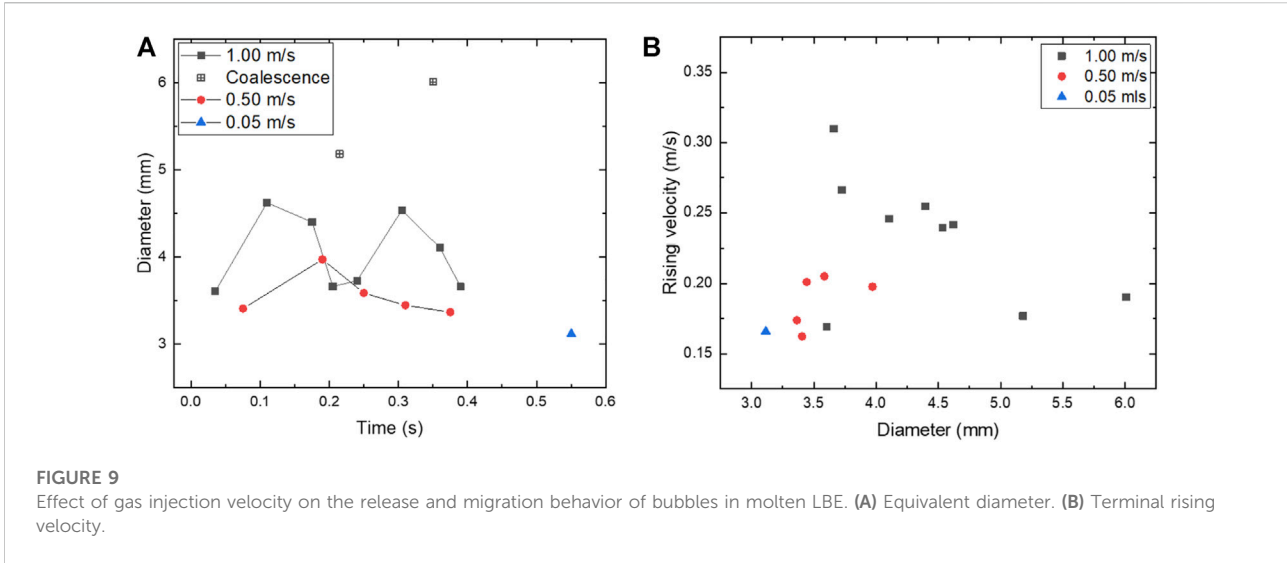 A
1.00 m/s
Coalescence
0.50 m/s
0.05 m/s
6
5
4
3
Diameter (mm)
0.0 0.1 0.2 0.3 0.4 0.5 0.6
Time (s)
B
1.00 m/s
0.50 m/s
0.05 mls
0.35
0.30
0.25
0.20
0.15
Rising velocity (m/s)
3.0 3.5 4.0 4.5 5.0 5.5 6.0
Diameter (mm)
FIGURE 9
Effect of gas injection velocity on the release and migration behavior of bubbles in molten LBE. (A) Equivalent diameter. (B) Terminal rising
velocity.